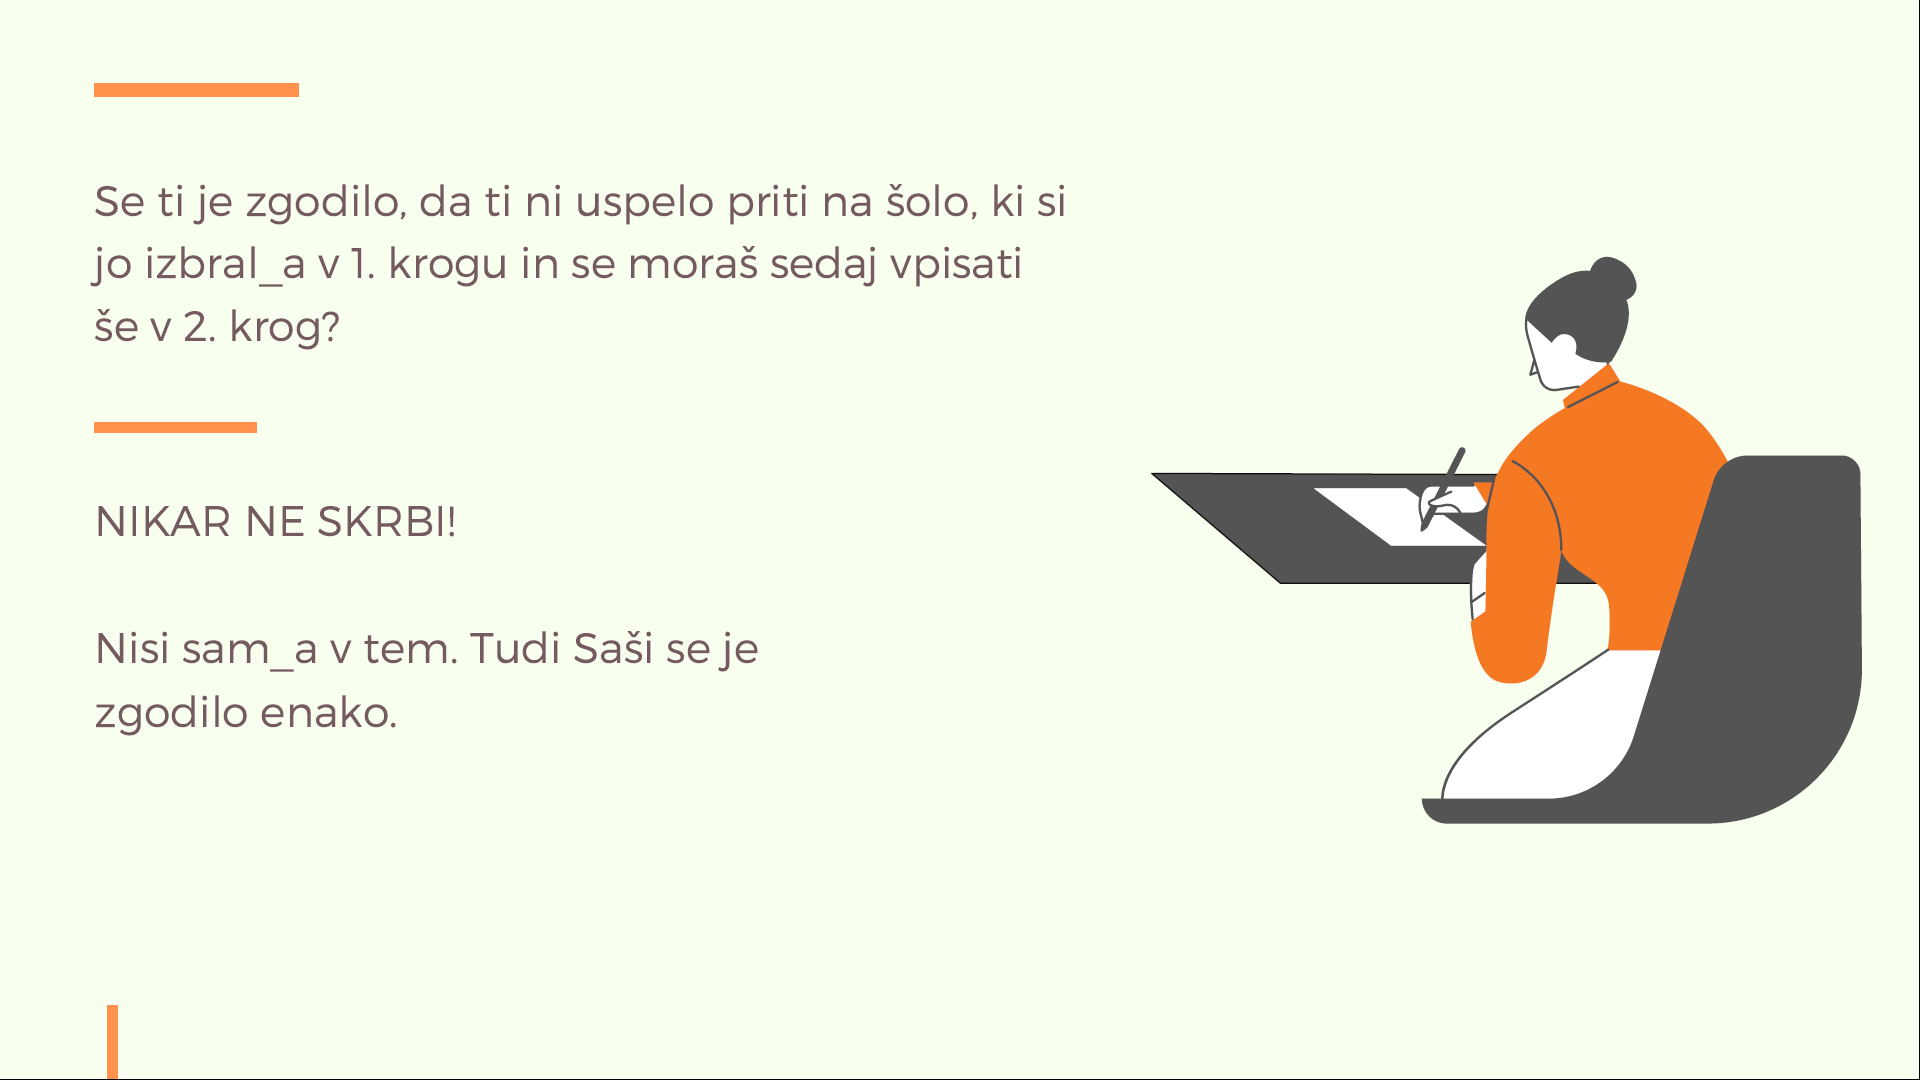 Se ti je zgodilo, da ti ni uspelo priti na šolo, ki si
jo izbral_a v 1. krogu in se moraš sedaj vpisati
še v 2. krog?
NIKAR NE SKRBI!
Nisi sam_a v tem. Tudi Saši se je
zgodilo enako.